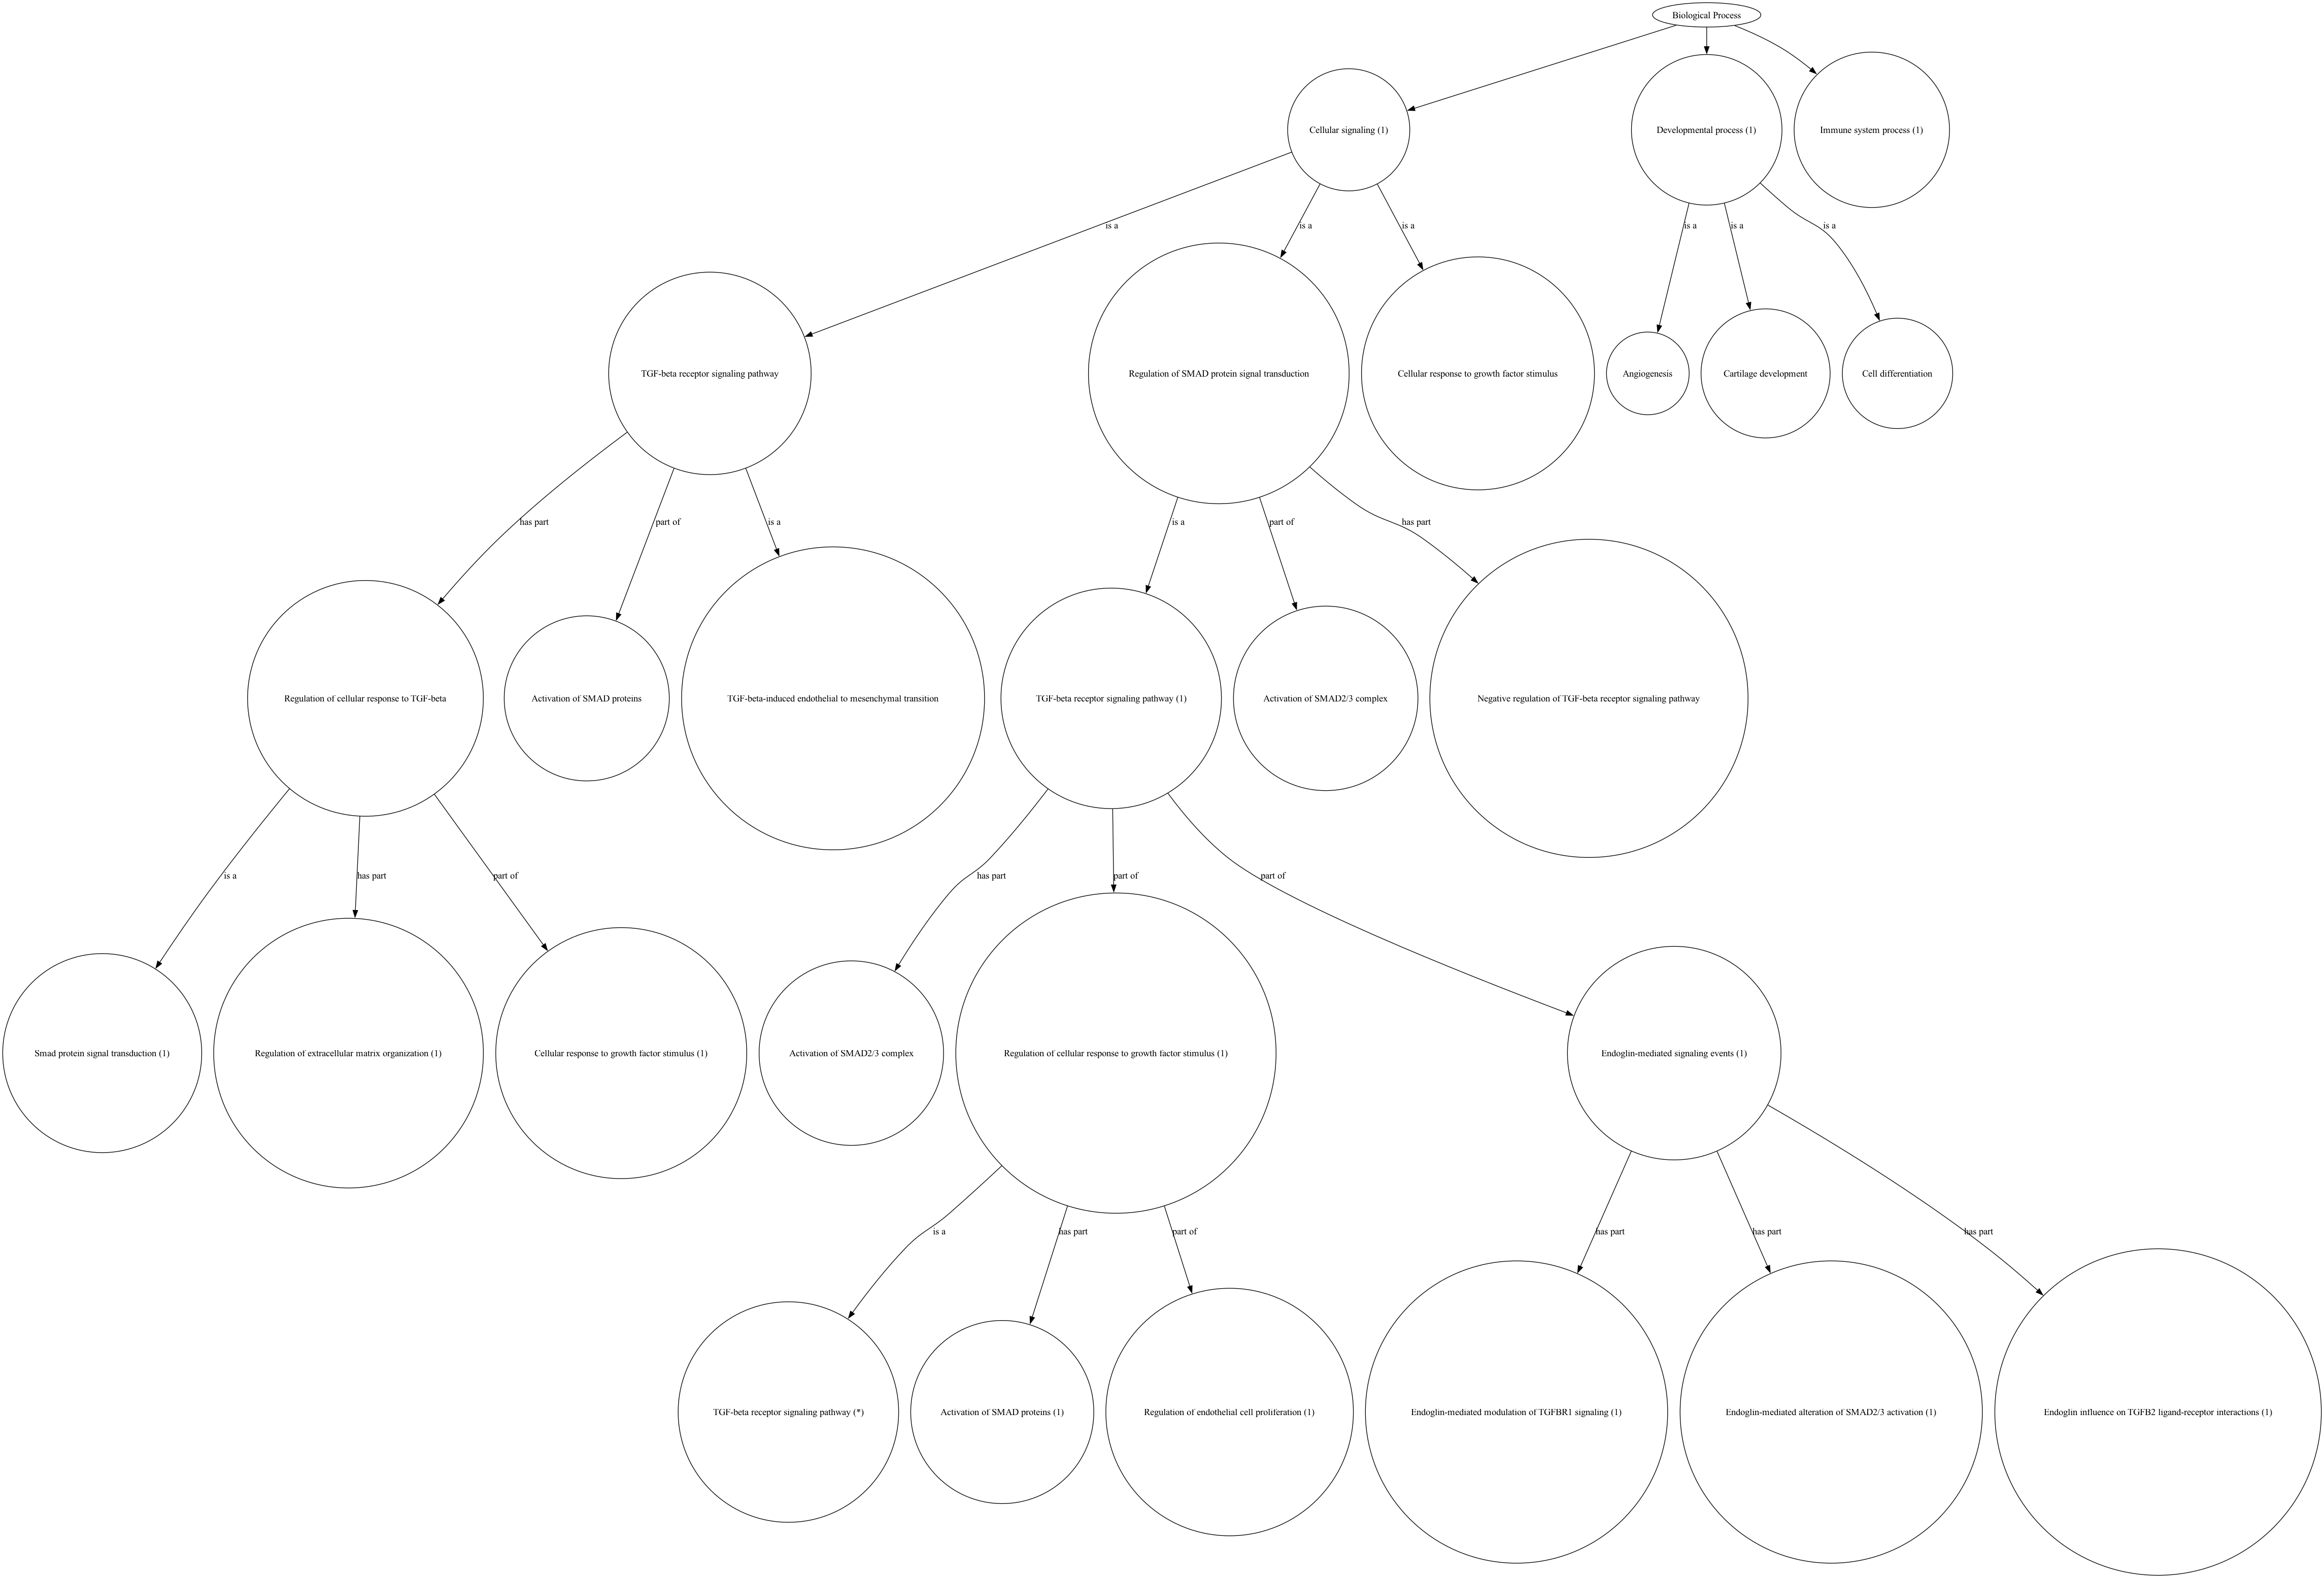 Biological Process
Cellular signaling (1)
Developmental process (1)
Immune system process (1)
is a
is a
is a
is a
is a
is a
TGF-beta receptor signaling pathway
Regulation of SMAD protein signal transduction
Cellular response to growth factor stimulus
Angiogenesis
Cartilage development
Cell differentiation
has part
part of
is a
is a
part of
has part
Regulation of cellular response to TGF-beta
Activation of SMAD proteins
TGF-beta-induced endothelial to mesenchymal transition
TGF-beta receptor signaling pathway (1)
Activation of SMAD2/3 complex
Negative regulation of TGF-beta receptor signaling pathway
is a
has part
part of
has part
part of
part of
Smad protein signal transduction (1)
Regulation of extracellular matrix organization (1)
Cellular response to growth factor stimulus (1)
Activation of SMAD2/3 complex
Regulation of cellular response to growth factor stimulus (1)
Endoglin-mediated signaling events (1)
is a
has part
part of
has part
has part
has part
TGF-beta receptor signaling pathway (*)
Activation of SMAD proteins (1)
Regulation of endothelial cell proliferation (1)
Endoglin-mediated modulation of TGFBR1 signaling (1)
Endoglin-mediated alteration of SMAD2/3 activation (1)
Endoglin influence on TGFB2 ligand-receptor interactions (1)